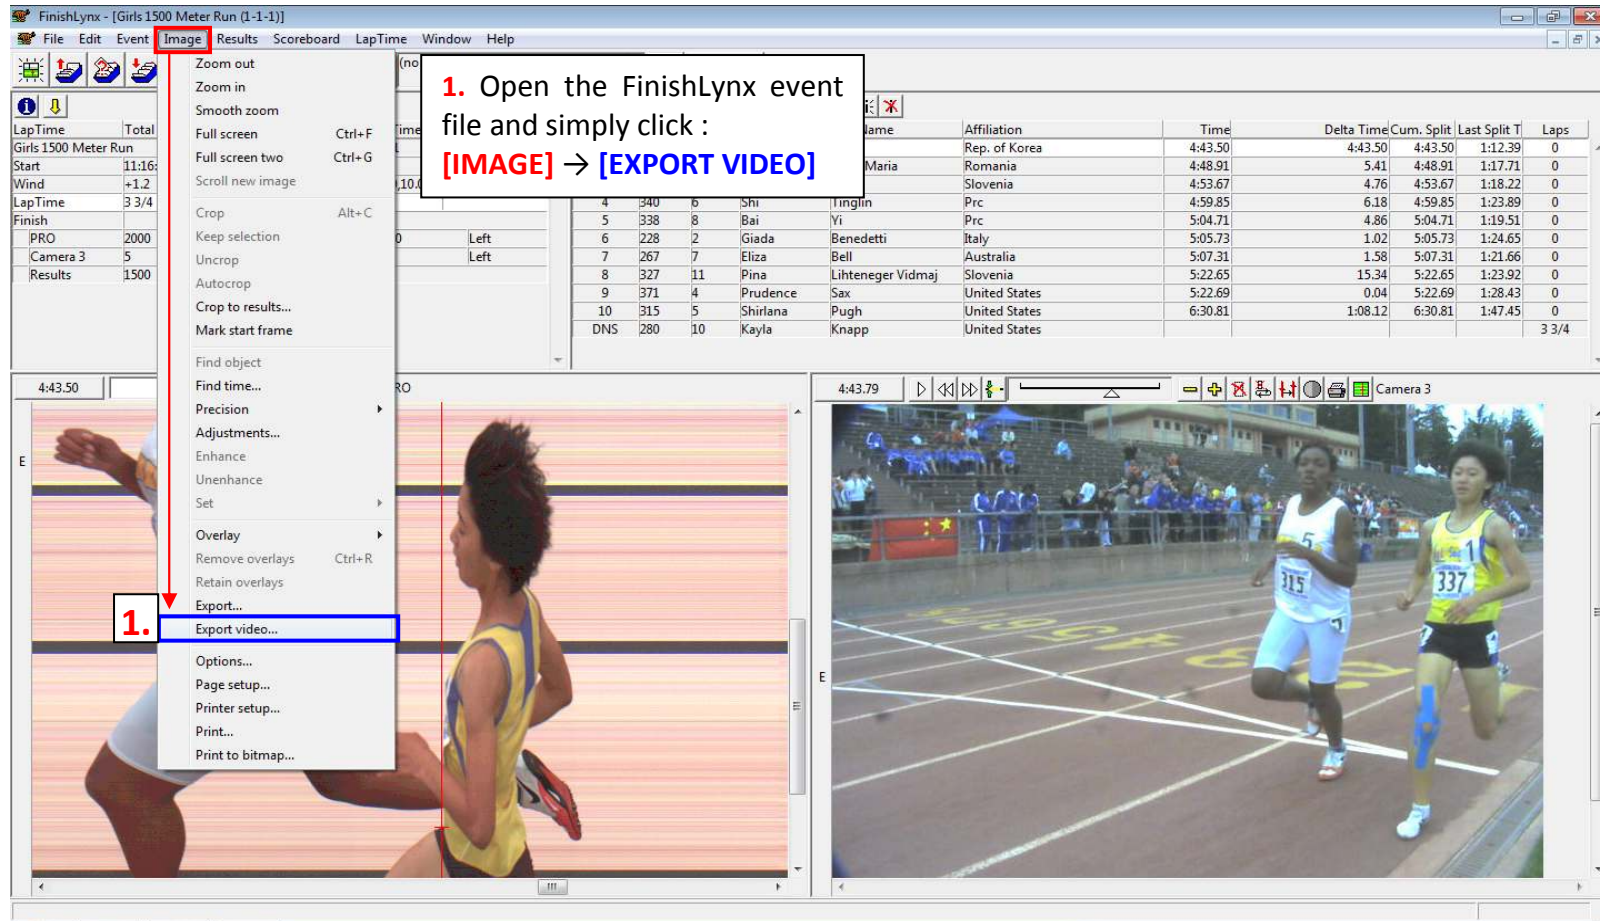 FinishLynx - [Girls 1500 Meter Run (1-1-1)]
File Edit Event Image Results Scoreboard LapTime Window Help
Zoom out
Zoom in
Smooth zoom
Full screen Ctrl+F
Full screen two Ctrl+G
Scroll new image
Crop Alt+C
Keep selection
Uncrop
Autocrop
Crop to results...
Mark start frame
Find object
Find time...
Precision
Adjustments...
Enhance
Unenhance
Set
Overlay
Remove overlays Ctrl+R
Retain overlays
Export...
Export video...
Options...
Page setup...
Printer setup...
Print...
Print to bitmap...
1.
1. Open the FinishLynx event
file and simply click :
[IMAGE] → [EXPORT VIDEO]
LapTime Total
Girls 1500 Meter Run
Start 11:16:
Wind +1.2
LapTime 3 3/4
Finish
PRO 2000 Left
Camera 3 5 Left
Results 1500
Name Affiliation Time Delta Time Cum. Split Last Split T Laps
Rep. of Korea 4:43.50 4:43.50 4:43.50 1:12.39 0
Maria Romania 4:48.91 5.41 4:48.91 1:17.71 0
Slovenia 4:53.67 4.76 4:53.67 1:18.22 0
4 340 6 Shi Tinglin Prc 4:59.85 6.18 4:59.85 1:23.89 0
5 338 8 Bai Yi Prc 5:04.71 4.86 5:04.71 1:19.51 0
6 228 2 Giada Benedetti Italy 5:05.73 1.02 5:05.73 1:24.65 0
7 267 7 Eliza Bell Australia 5:07.31 1.58 5:07.31 1:21.66 0
8 327 11 Pina Lihteneger Vidmaj Slovenia 5:22.65 15.34 5:22.65 1:23.92 0
9 371 4 Prudence Sax United States 5:22.69 0.04 5:22.69 1:28.43 0
10 315 5 Shirlana Pugh United States 6:30.81 1:08.12 6:30.81 1:47.45 0
DNS 280 10 Kayla Knapp United States 3 3/4
4:43.50
E
4:43.79 Camera 3
E
5
315
1
337